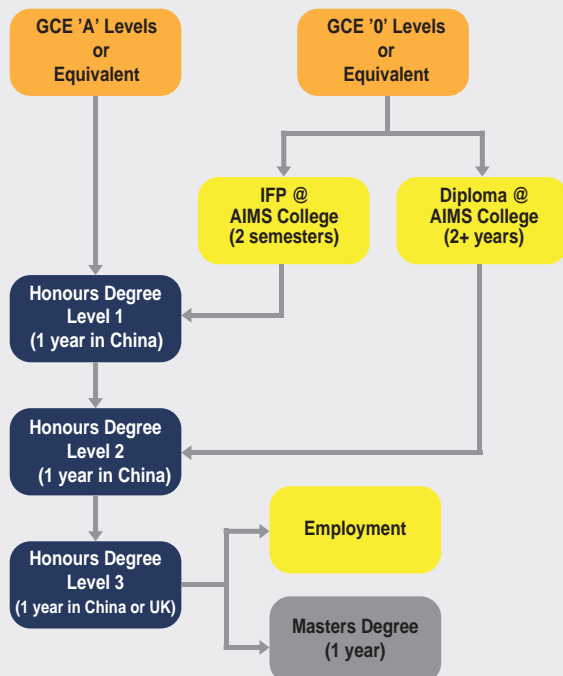 GCE 'A' Levels
or
Equivalent
GCE '0' Levels
or
Equivalent
IFP @
AIMS College
(2 semesters)
Diploma @
AIMS College
(2+ years)
Honours Degree
Level 1
(1 year in China)
Honours Degree
Level 2
(1 year in China)
Honours Degree
Level 3
(1 year in China or UK)
Employment
Masters Degree
(1 year)